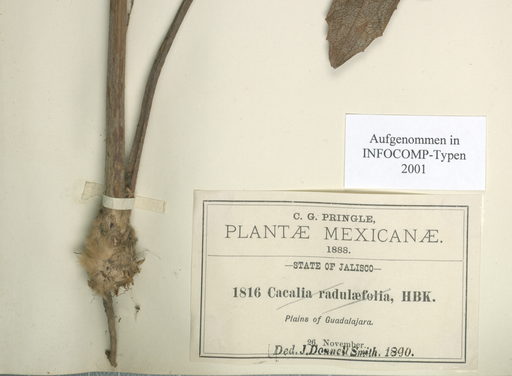 Aufgenommen in
INFOCOMP-Typen
2001
C. G. PRINGLE,
PLANTÆ MEXICANÆ.
1888.
STATE OF JALISCO
1816 Cacalia radulæfolia, HBK.
Plains of Guadalajara.
26 November.
Ded. J. Donnell Smith. 1890.